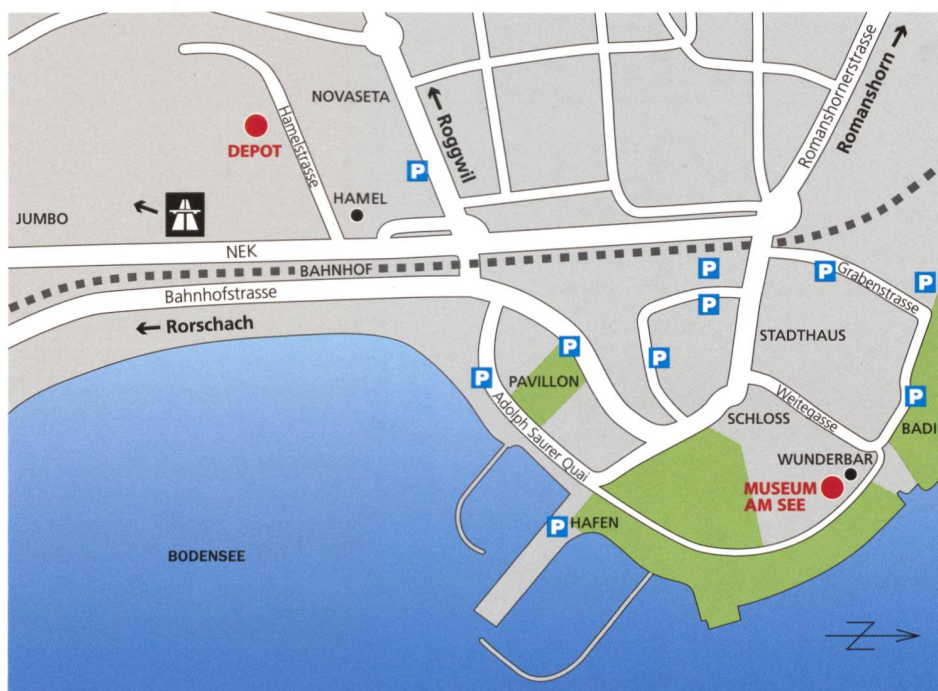 NOVASETA
Hamelstrasse
DEPOT
Roggwil
Romanshornerstrasse
Romanshorn
P
HAMEL
JUMBO
NEK
BAHNHOF
Bahnhofstrasse
Rorschach
P
P
Grabenstrasse
P
P
STADTHAUS
P
P
P
PAVILLON
Adolph Saurer Quai
P
SCHLOSS
Weitegasse
BADI
WUNDERBAR
MUSEUM
AM SEE
P
HAFEN
BODENSEE
N